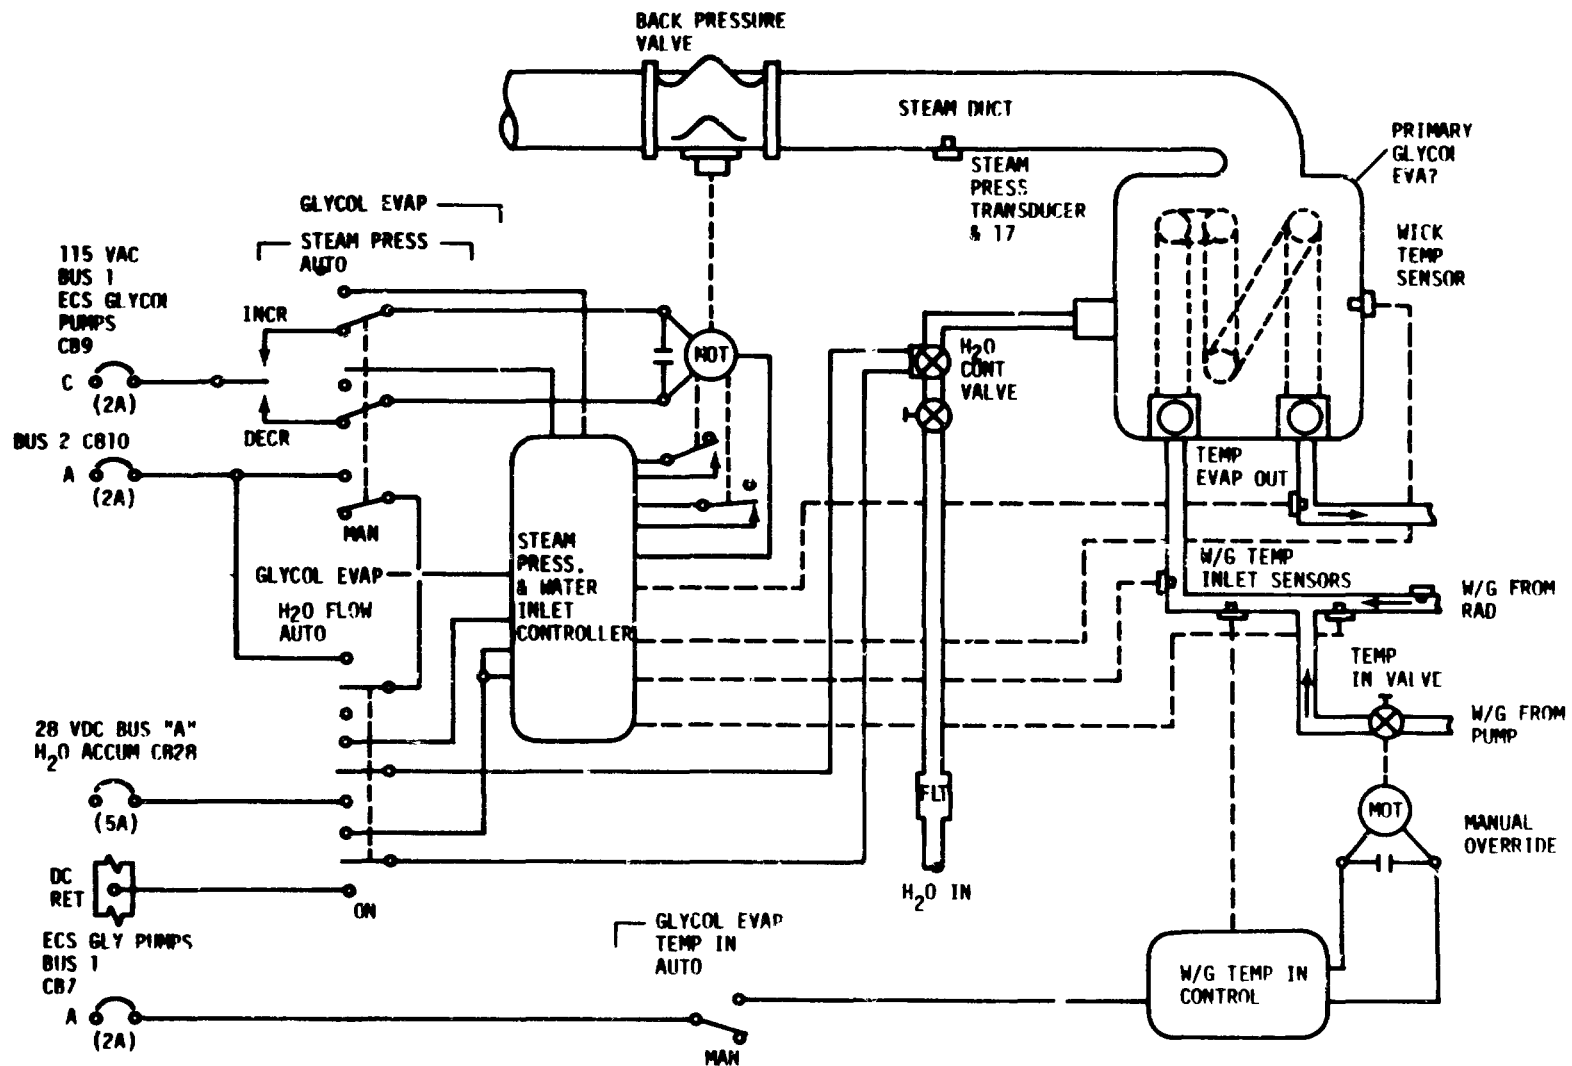 BACK PRESSURE
VALVE
STEAM DUCT
STEAM
PRESS
TRANSDUCER
& 17
PRIMARY
GLYCOL
EVA?
WICK
TEMP
SENSOR
GLYCOL EVAP
STEAM PRESS
AUTO
115 VAC
BUS 1
ECS GLYCOL
PUMPS
CB9
INCR
C
(2A)
DECR
MOT
H2O
CONT
VALVE
BUS 2 CB10
A
(2A)
MAN
TEMP
EVAP OUT
STEAM
PRESS.
& WATER
INLET
CONTROLLER
GLYCOL EVAP
H2O FLOW
AUTO
W/G TEMP
INLET SENSORS
W/G FROM
RAD
TEMP
IN VALVE
W/G FROM
PUMP
28 VDC BUS "A"
H2O ACCUM CB28
(5A)
FLT
MOT
MANUAL
OVERRIDE
DC
RET
ON
H2O IN
ECS GLY PUMPS
BUS 1
CB7
A
(2A)
GLYCOL EVAP
TEMP IN
AUTO
MAN
W/G TEMP IN
CONTROL